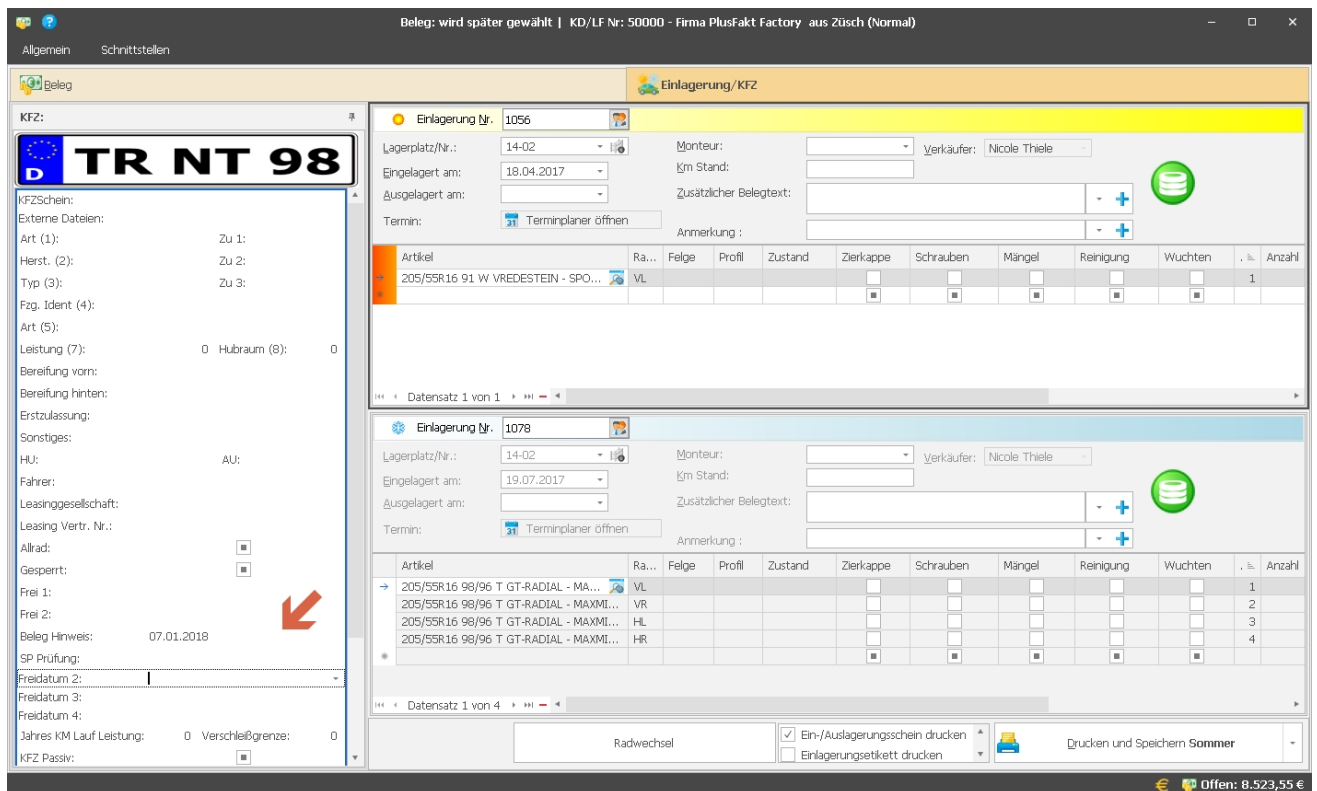 Beleg: wird später gewählt | KD/LF Nr: 50000 - Firma PlusFakt Factory aus Züsch (Normal)
Allgemein Schnittstellen
Beleg
Einlagerung/KFZ
KFZ:
D TR NT 98
KFZSchein:
Externe Dateien:
Art (1): Zu 1:
Herst. (2): Zu 2:
Typ (3): Zu 3:
Fzg. Ident (4):
Art (5):
Leistung (7): 0 Hubraum (8): 0
Bereifung vorn:
Bereifung hinten:
Erstzulassung:
Sonstiges:
HU: AU:
Fahrer:
Leasinggesellschaft:
Leasing Vertr. Nr.:
Allrad:
Gesperrt:
Frei 1:
Frei 2:
Beleg Hinweis: 07.01.2018
SP Prüfung:
Freidatum 2:
Freidatum 3:
Freidatum 4:
Jahres KM Lauf Leistung: 0 Verschleißgrenze: 0
KFZ Passiv:
Einlagerung Nr. 1056
Lagerplatz/Nr.: 14-02 Monteur: Verkäufer: Nicole Thiele
Eingelagert am: 18.04.2017 Km Stand:
Ausgelagert am: Zusätzlicher Belegtext:
Termin: 31 Terminplaner öffnen
Anmerkung :
Artikel Ra... Felge Profil Zustand Zierkappe Schrauben Mängel Reinigung Wuchten . Anzahl
205/55R16 91 W VREDESTEIN - SPO... VL 1
Datensatz 1 von 1
Einlagerung Nr. 1078
Lagerplatz/Nr.: 14-02 Monteur: Verkäufer: Nicole Thiele
Eingelagert am: 19.07.2017 Km Stand:
Ausgelagert am: Zusätzlicher Belegtext:
Termin: 31 Terminplaner öffnen
Anmerkung :
Artikel Ra... Felge Profil Zustand Zierkappe Schrauben Mängel Reinigung Wuchten . Anzahl
205/55R16 98/96 T GT-RADIAL - MA... VL 1
205/55R16 98/96 T GT-RADIAL - MAXMI... VR 2
205/55R16 98/96 T GT-RADIAL - MAXMI... HL 3
205/55R16 98/96 T GT-RADIAL - MAXMI... HR 4
Datensatz 1 von 4
Radwechsel
Ein-/Auslagerungsschein drucken
Einlagerungsetikett drucken
Drucken und Speichern Sommer
Offen: 8.523,55 €